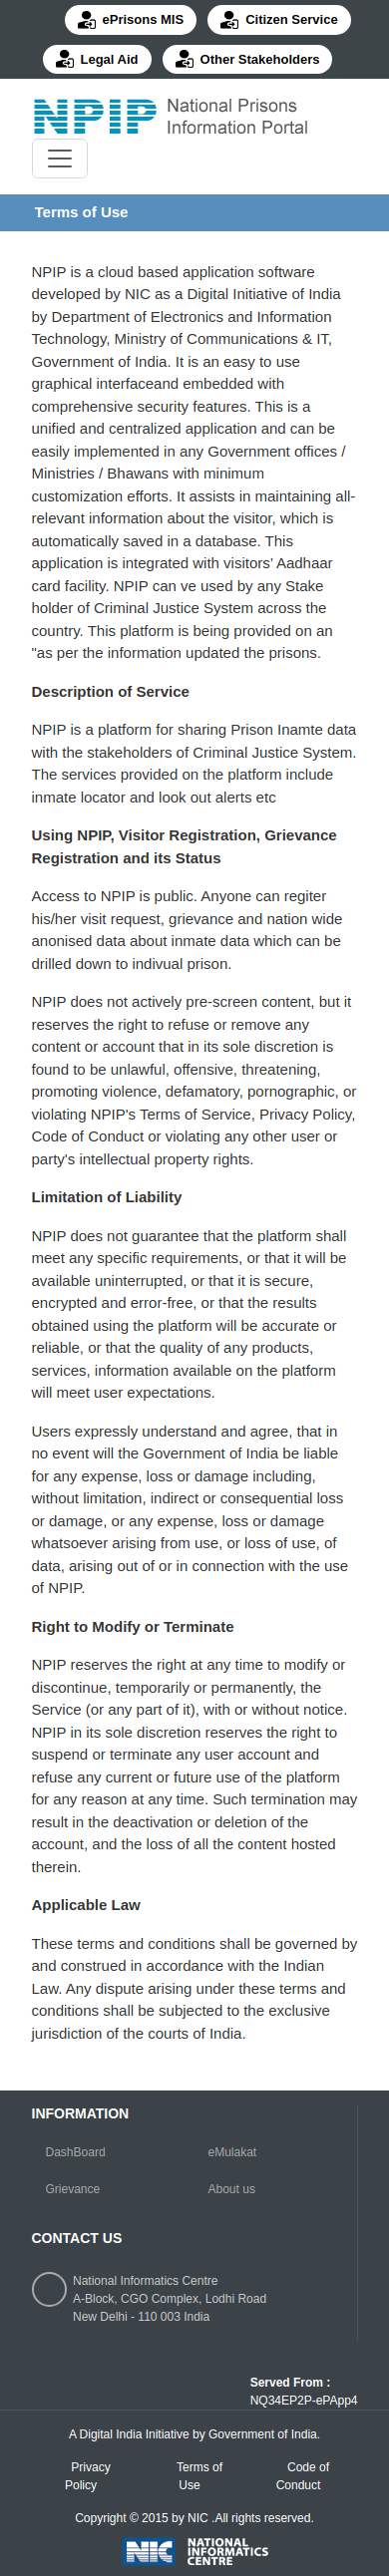 ePrisons MIS
Citizen Service
Legal Aid
Other Stakeholders
NPIP
National Prisons
Information Portal
Terms of Use
NPIP is a cloud based application software
developed by NIC as a Digital Initiative of India
by Department of Electronics and Information
Technology, Ministry of Communications & IT,
Government of India. It is an easy to use
graphical interfaceand embedded with
comprehensive security features. This is a
unified and centralized application and can be
easily implemented in any Government offices /
Ministries / Bhawans with minimum
customization efforts. It assists in maintaining all-
relevant information about the visitor, which is
automatically saved in a database. This
application is integrated with visitors' Aadhaar
card facility. NPIP can ve used by any Stake
holder of Criminal Justice System across the
country. This platform is being provided on an
"as per the information updated the prisons.
Description of Service
NPIP is a platform for sharing Prison Inamte data
with the stakeholders of Criminal Justice System.
The services provided on the platform include
inmate locator and look out alerts etc
Using NPIP, Visitor Registration, Grievance
Registration and its Status
Access to NPIP is public. Anyone can regiter
his/her visit request, grievance and nation wide
anonised data about inmate data which can be
drilled down to indivual prison.
NPIP does not actively pre-screen content, but it
reserves the right to refuse or remove any
content or account that in its sole discretion is
found to be unlawful, offensive, threatening,
promoting violence, defamatory, pornographic, or
violating NPIP's Terms of Service, Privacy Policy,
Code of Conduct or violating any other user or
party's intellectual property rights.
Limitation of Liability
NPIP does not guarantee that the platform shall
meet any specific requirements, or that it will be
available uninterrupted, or that it is secure,
encrypted and error-free, or that the results
obtained using the platform will be accurate or
reliable, or that the quality of any products,
services, information available on the platform
will meet user expectations.
Users expressly understand and agree, that in
no event will the Government of India be liable
for any expense, loss or damage including,
without limitation, indirect or consequential loss
or damage, or any expense, loss or damage
whatsoever arising from use, or loss of use, of
data, arising out of or in connection with the use
of NPIP.
Right to Modify or Terminate
NPIP reserves the right at any time to modify or
discontinue, temporarily or permanently, the
Service (or any part of it), with or without notice.
NPIP in its sole discretion reserves the right to
suspend or terminate any user account and
refuse any current or future use of the platform
for any reason at any time. Such termination may
result in the deactivation or deletion of the
account, and the loss of all the content hosted
therein.
Applicable Law
These terms and conditions shall be governed by
and construed in accordance with the Indian
Law. Any dispute arising under these terms and
conditions shall be subjected to the exclusive
jurisdiction of the courts of India.
INFORMATION
DashBoard
eMulakat
Grievance
About us
CONTACT US
National Informatics Centre
A-Block, CGO Complex, Lodhi Road
New Delhi - 110 003 India
Served From :
NQ34EP2P-ePApp4
A Digital India Initiative by Government of India.
Privacy
Policy
Terms of
Use
Code of
Conduct
Copyright © 2015 by NIC .All rights reserved.
NIC
NATIONAL
INFORMATICS
CENTRE